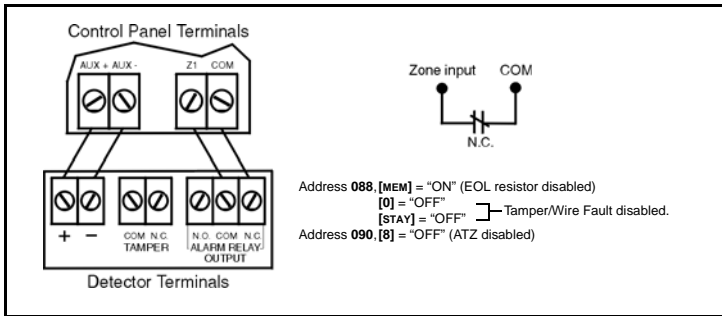 Control Panel Terminals
AUX + AUX -
Z1 COM
Zone input COM
N.C.
Address 088, [MEM] = “ON” (EOL resistor disabled)
[0] = “OFF”
[STAY] = “OFF”
Tamper/Wire Fault disabled.
Address 090, [8] = “OFF” (ATZ disabled)
+ −
COM N.C.
TAMPER
N.O. COM N.C.
ALARM RELAY
OUTPUT
Detector Terminals